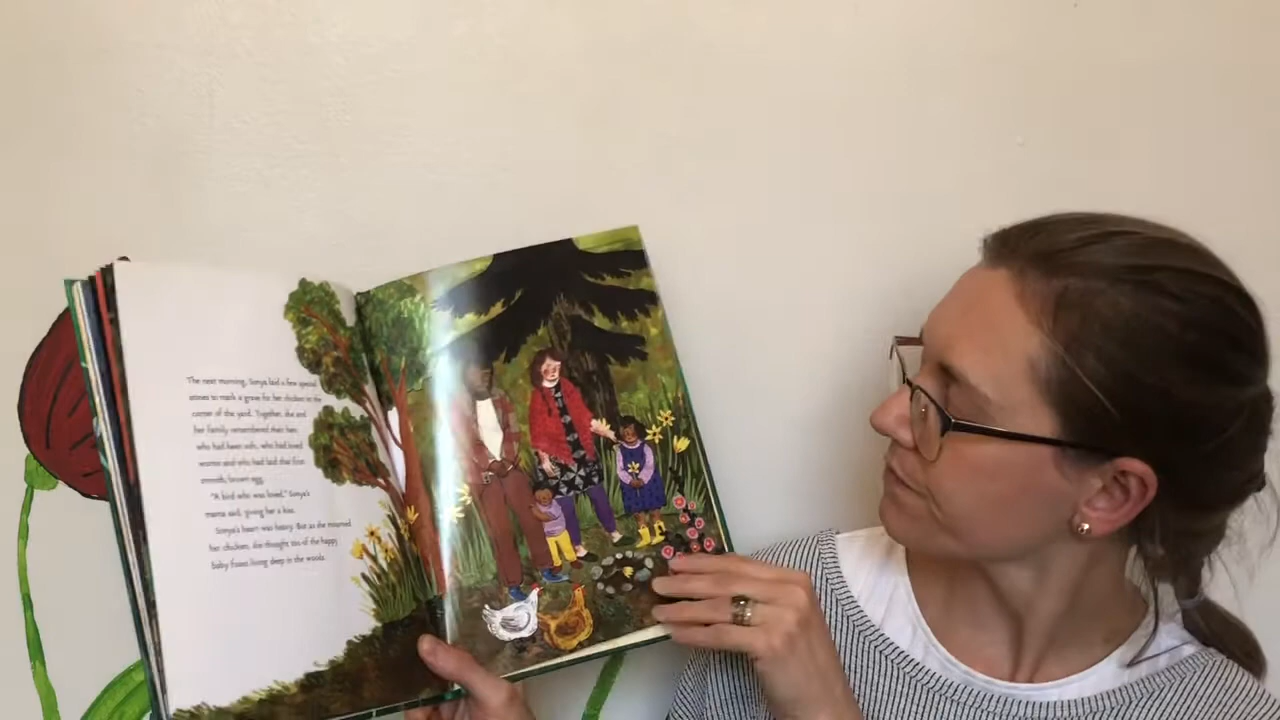 The next morning, Sonya laid a few special
stones to mark a grave for her chicken in the
corner of the yard. Together, she and
her family remembered their hen
who had been safe, who had loved
worms and who had laid that first
smooth, brown egg.
"A bird who was loved," Sonya's
mama said, giving her a kiss.
Sonya's heart was heavy. But as she mourned
her chicken, she thought too of the happy
baby foxes living deep in the woods.